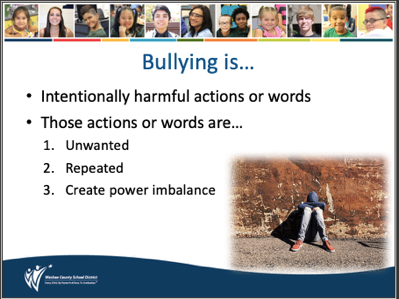 Bullying is...
• Intentionally harmful actions or words
• Those actions or words are...
1. Unwanted
2. Repeated
3. Create power imbalance
Washoe County School District